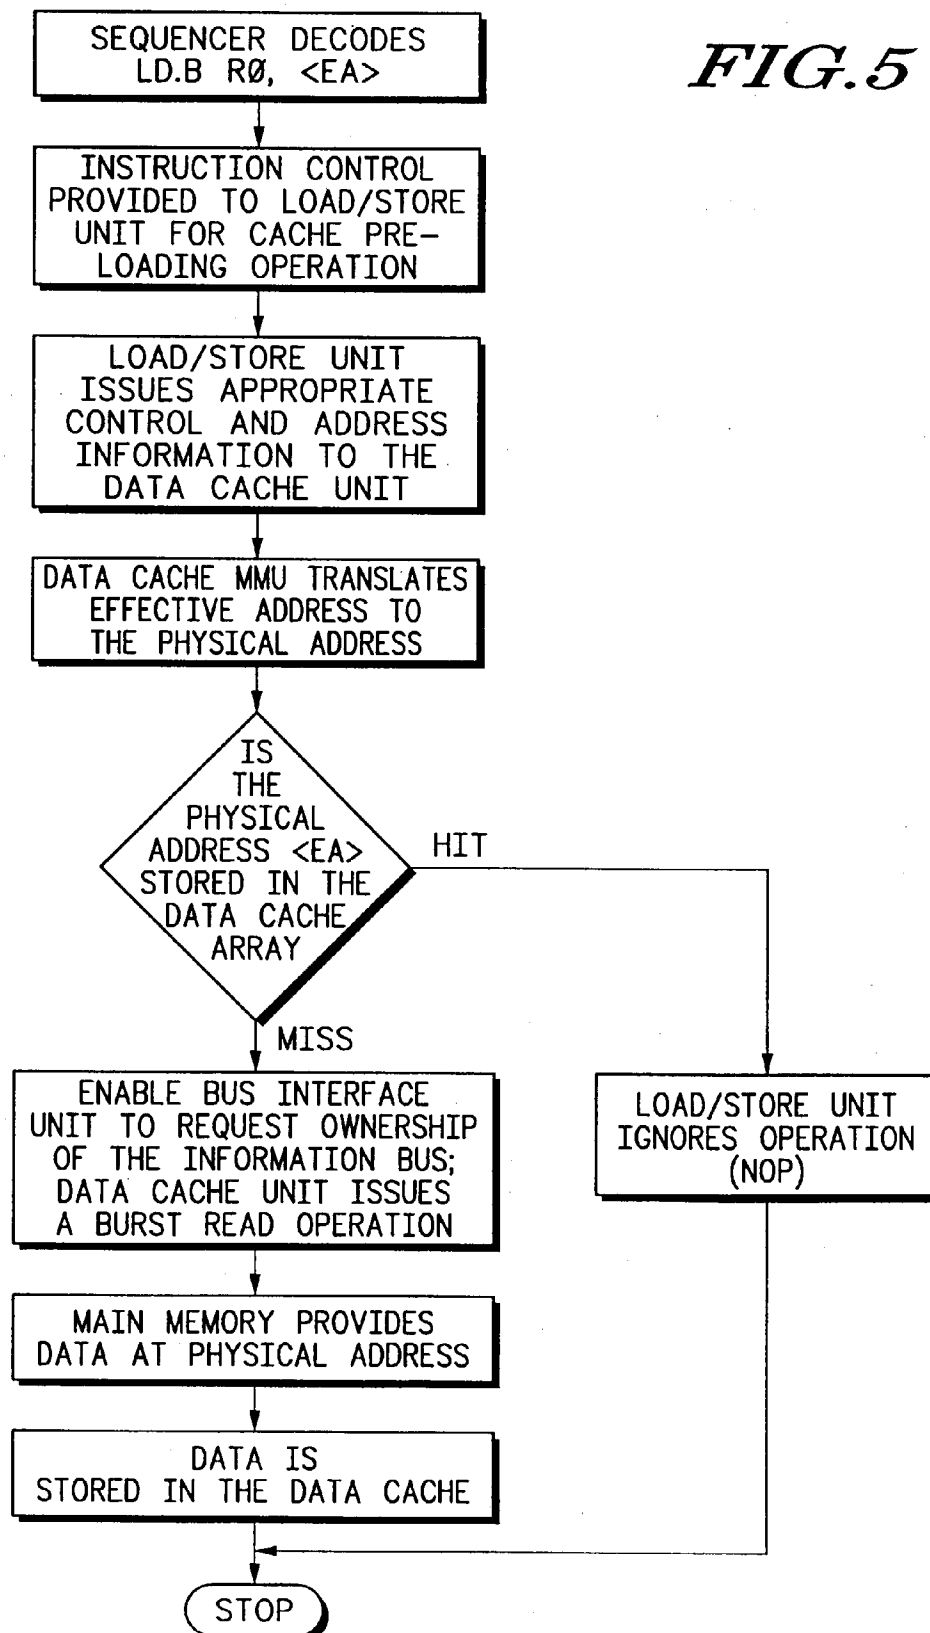 FIG.5
SEQUENCER DECODES
LD.B RØ, <EA>
INSTRUCTION CONTROL
PROVIDED TO LOAD/STORE
UNIT FOR CACHE PRE-
LOADING OPERATION
LOAD/STORE UNIT
ISSUES APPROPRIATE
CONTROL AND ADDRESS
INFORMATION TO THE
DATA CACHE UNIT
DATA CACHE MMU TRANSLATES
EFFECTIVE ADDRESS TO
THE PHYSICAL ADDRESS
IS
THE
PHYSICAL
ADDRESS <EA>
STORED IN THE
DATA CACHE
ARRAY
HIT
MISS
ENABLE BUS INTERFACE
UNIT TO REQUEST OWNERSHIP
OF THE INFORMATION BUS;
DATA CACHE UNIT ISSUES
A BURST READ OPERATION
LOAD/STORE UNIT
IGNORES OPERATION
(NOP)
MAIN MEMORY PROVIDES
DATA AT PHYSICAL ADDRESS
DATA IS
STORED IN THE DATA CACHE
STOP